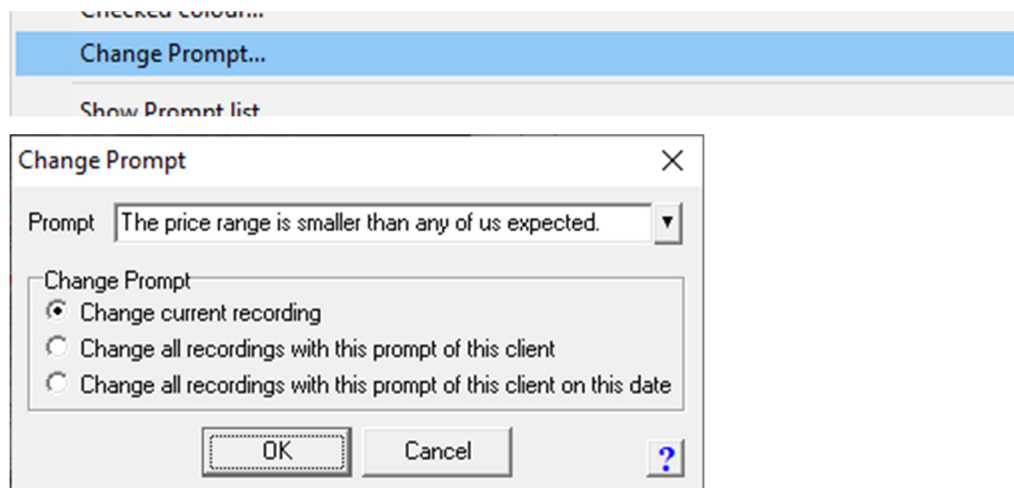 Checked colour...
Change Prompt...
Show Prompt list
Change Prompt
Prompt The price range is smaller than any of us expected.
Change Prompt
Change current recording
Change all recordings with this prompt of this client
Change all recordings with this prompt of this client on this date
OK Cancel ?